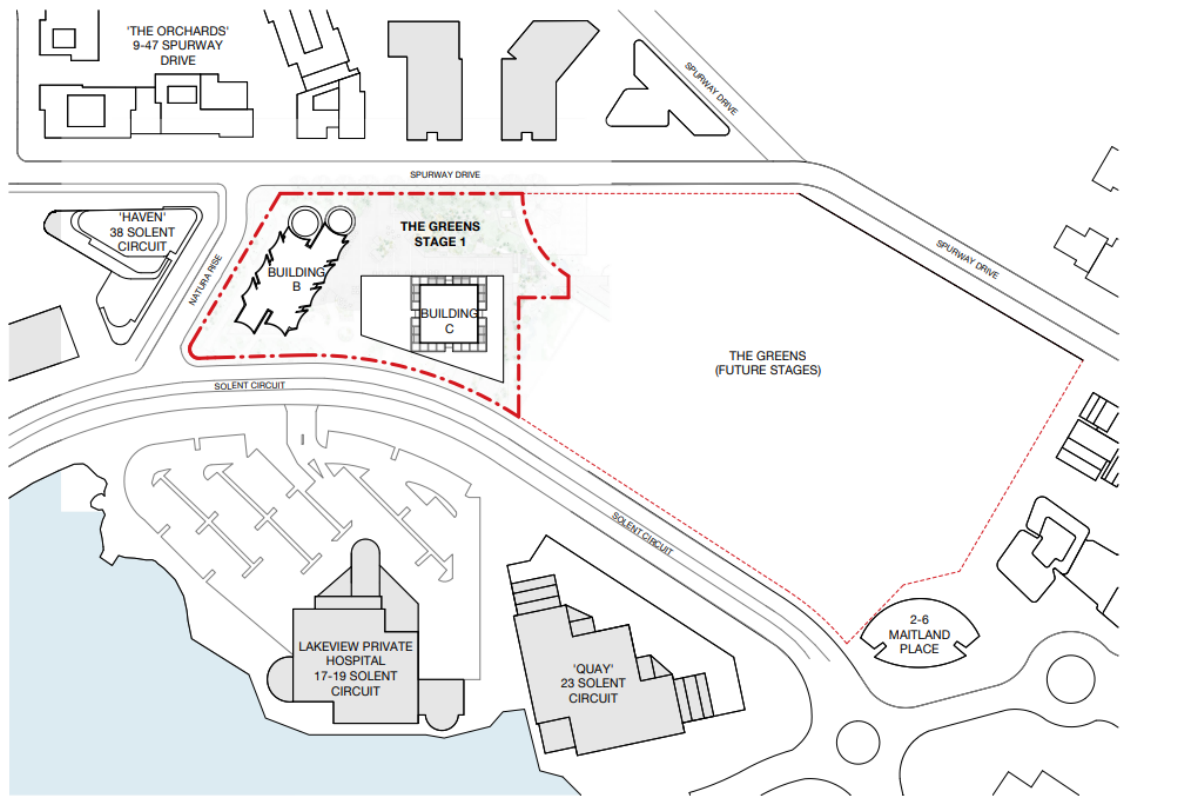 'THE ORCHARDS'
9-47 SPURWAY
DRIVE
SPURWAY DRIVE
SPURWAY DRIVE
'HAVEN'
38 SOLENT
CIRCUIT
NATURA RISE
THE GREENS
STAGE 1
BUILDING
B
BUILDING
C
SPURWAY DRIVE
THE GREENS
(FUTURE STAGES)
SOLENT CIRCUIT
SOLENT CIRCUIT
LAKEVIEW PRIVATE
HOSPITAL
17-19 SOLENT
CIRCUIT
'QUAY'
23 SOLENT
CIRCUIT
2-6
MAITLAND
PLACE